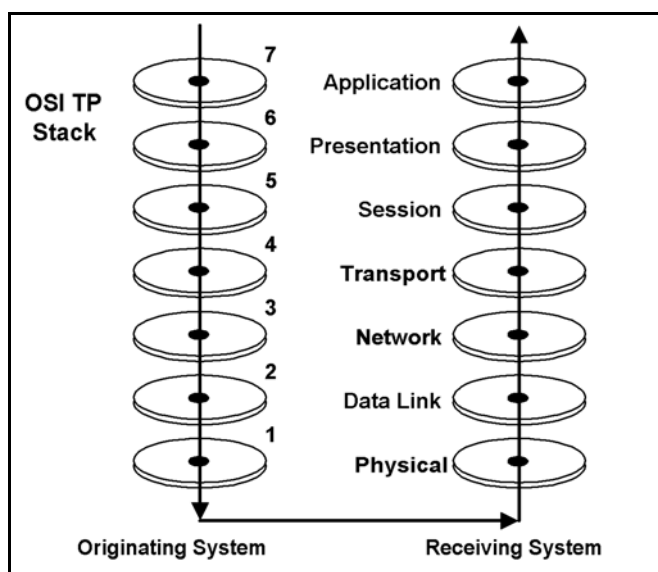 7
OSI TP
Stack
Application
6
Presentation
5
Session
4
Transport
3
Network
2
Data Link
1
Physical
Originating System
Receiving System